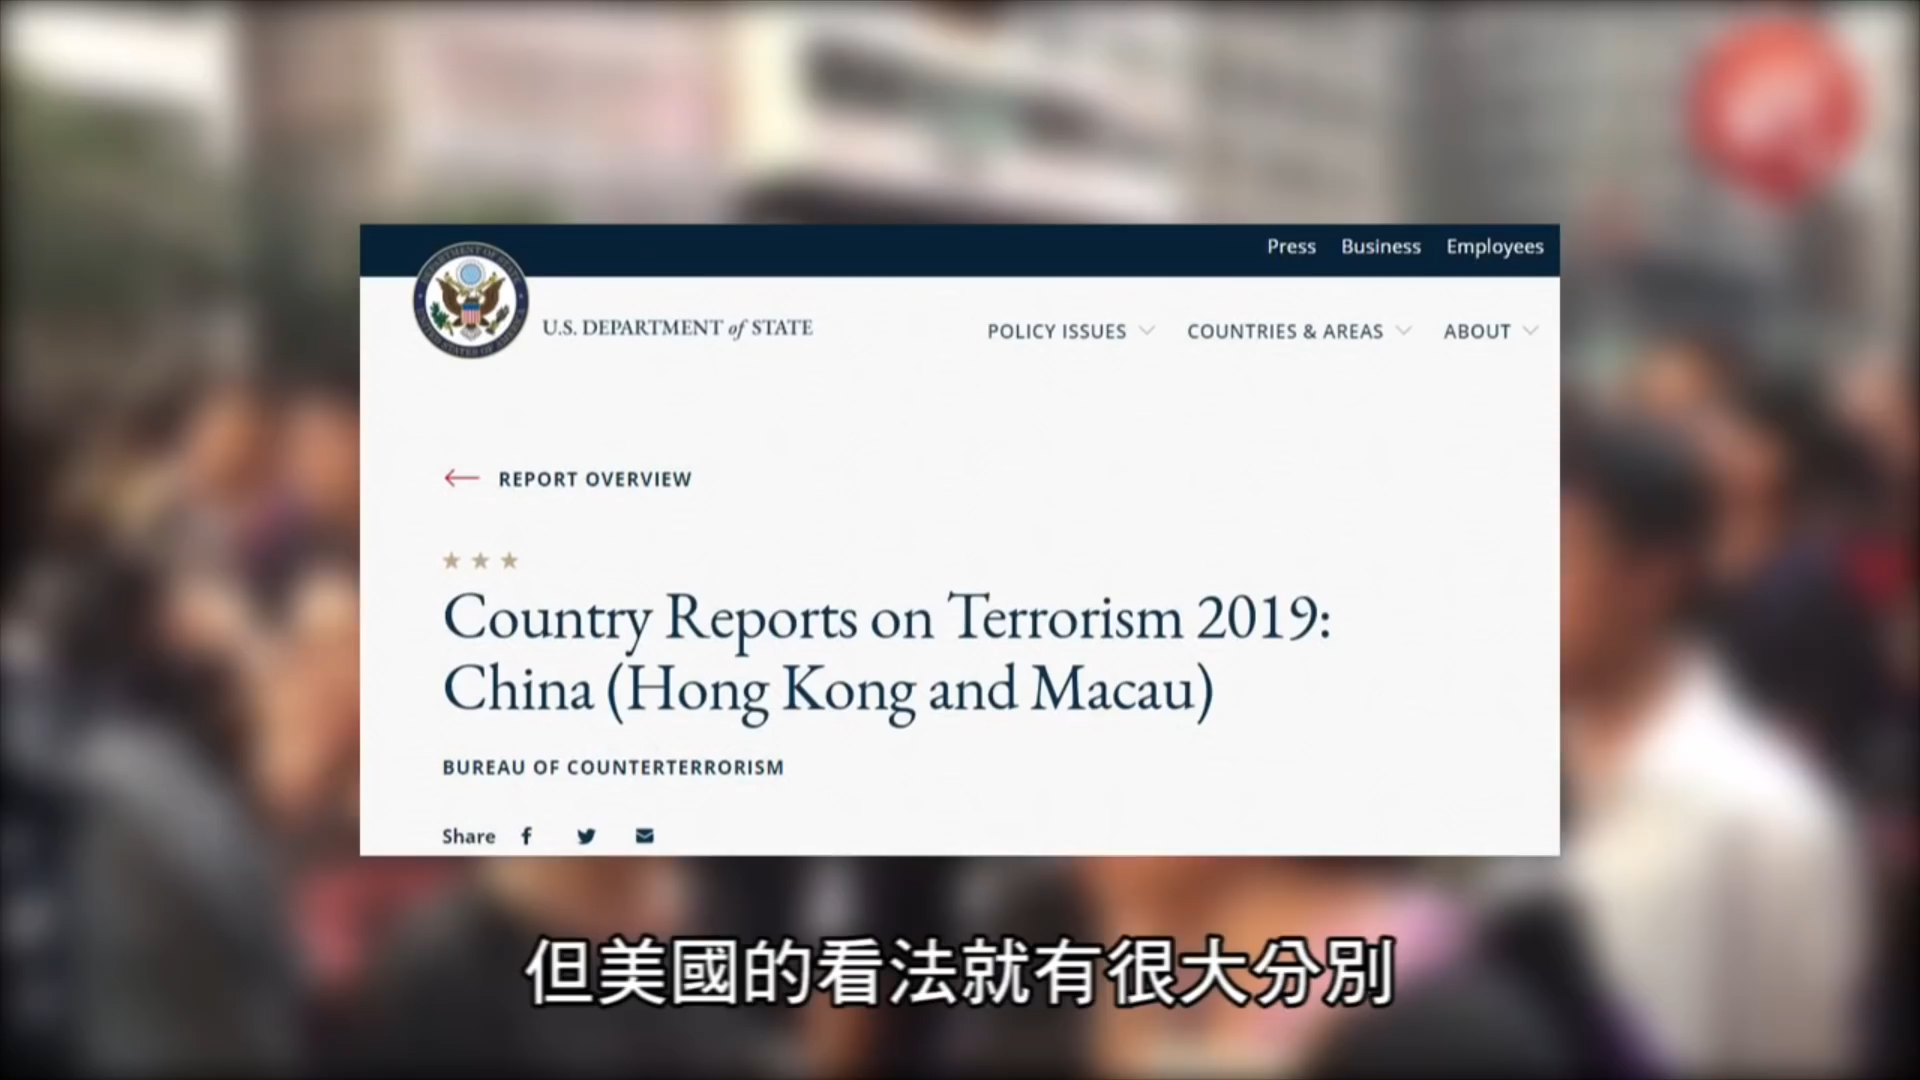 Press Business Employees
U.S. DEPARTMENT of STATE
POLICY ISSUES COUNTRIES & AREAS ABOUT
REPORT OVERVIEW
Country Reports on Terrorism 2019:
China (Hong Kong and Macau)
BUREAU OF COUNTERTERRORISM
Share
但美國的看法就有很大分別